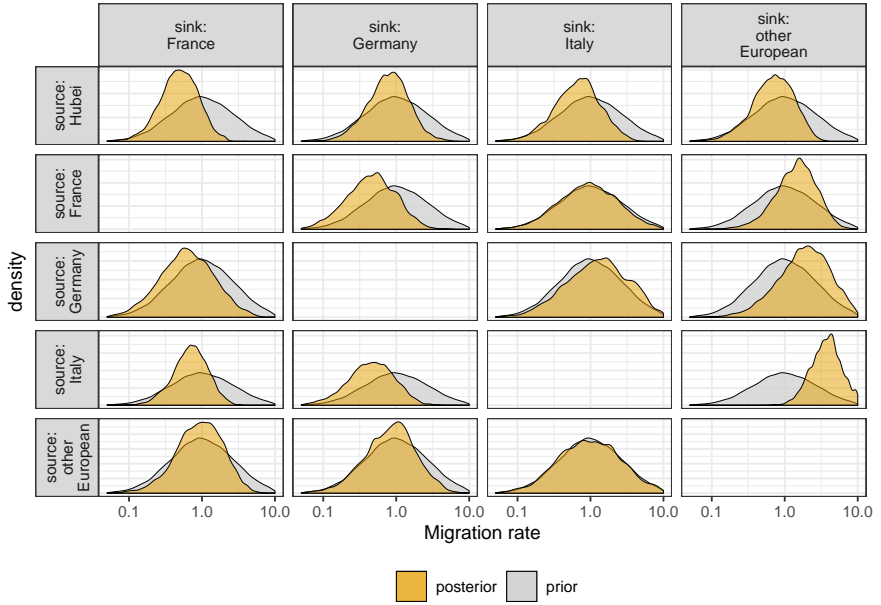 sink:
France
sink:
Germany
sink:
Italy
sink:
other
European
source:
Hubei
source:
France
source:
Germany
source:
Italy
source:
other
European
density
0.1 1.0 10.0
0.1 1.0 10.0
0.1 1.0 10.0
0.1 1.0 10.0
Migration rate
posterior prior